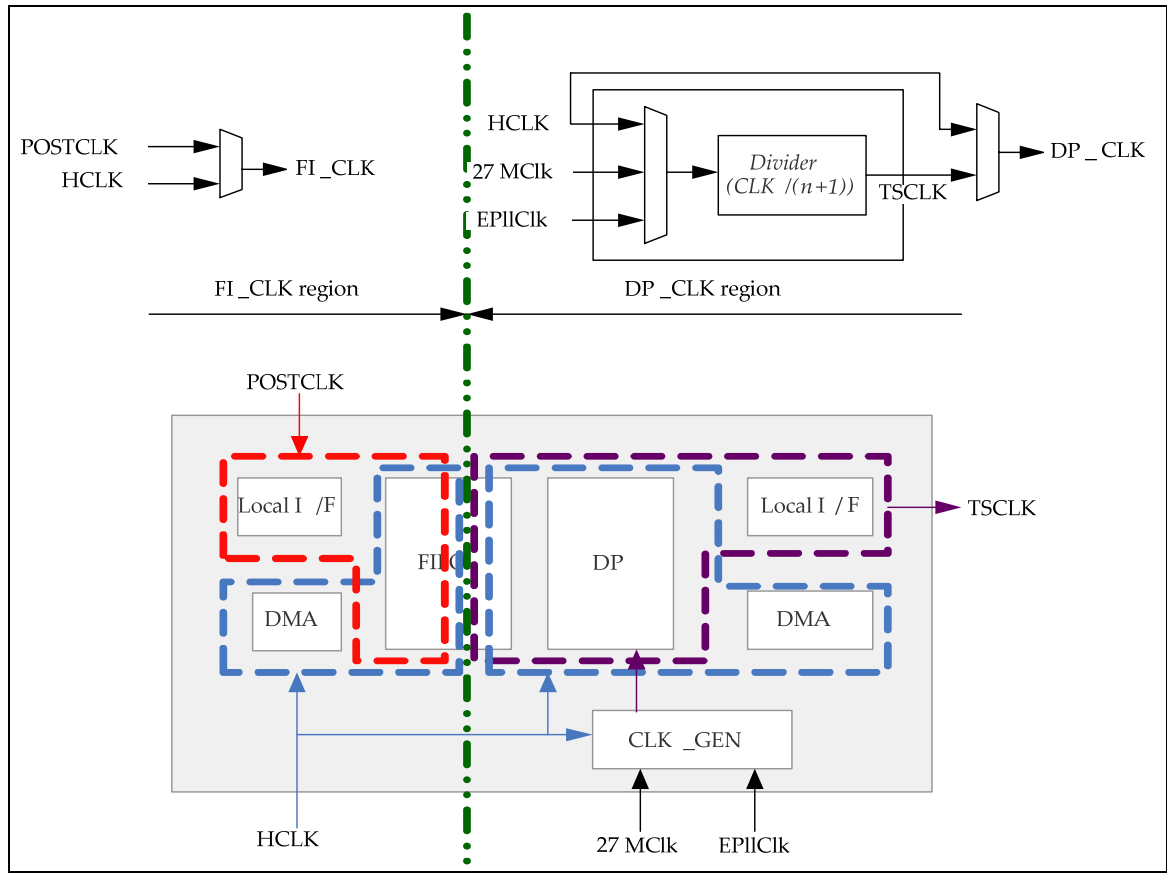 POSTCLK
HCLK
FI _CLK
HCLK
27 MClk
EPllClk
Divider
(CLK /(n+1))
TSCLK
DP _ CLK
FI _CLK region
DP _CLK region
POSTCLK
Local I /F
DMA
DP
Local I / F
DMA
TSCLK
CLK _GEN
HCLK
27 MClk
EPllClk